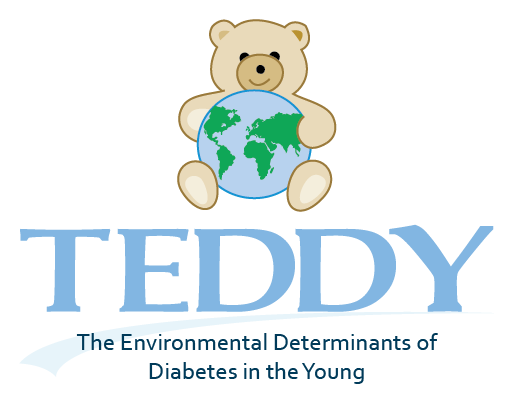 TEDDY
The Environmental Determinants of
Diabetes in the Young